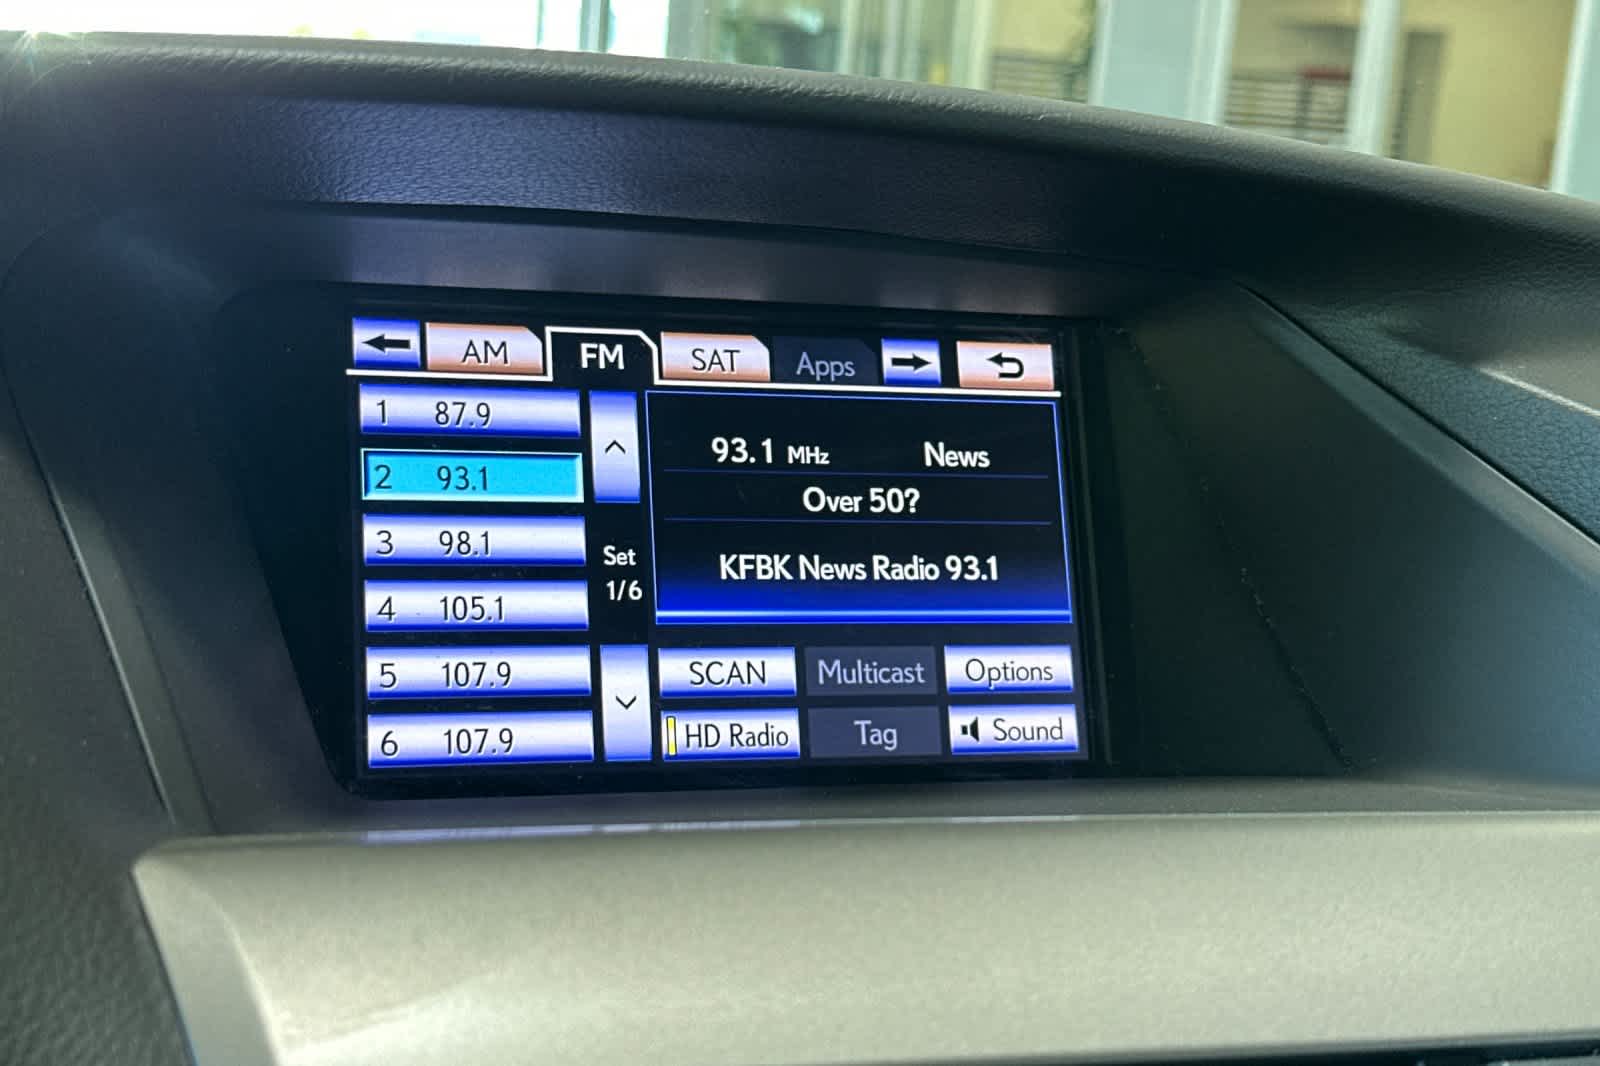 AM FM SAT Apps
1 87.9
2 93.1
3 98.1
4 105.1
5 107.9
6 107.9
Set
1/6
93.1 MHz News
Over 50?
KFBK News Radio 93.1
SCAN Multicast Options
HD Radio Tag Sound